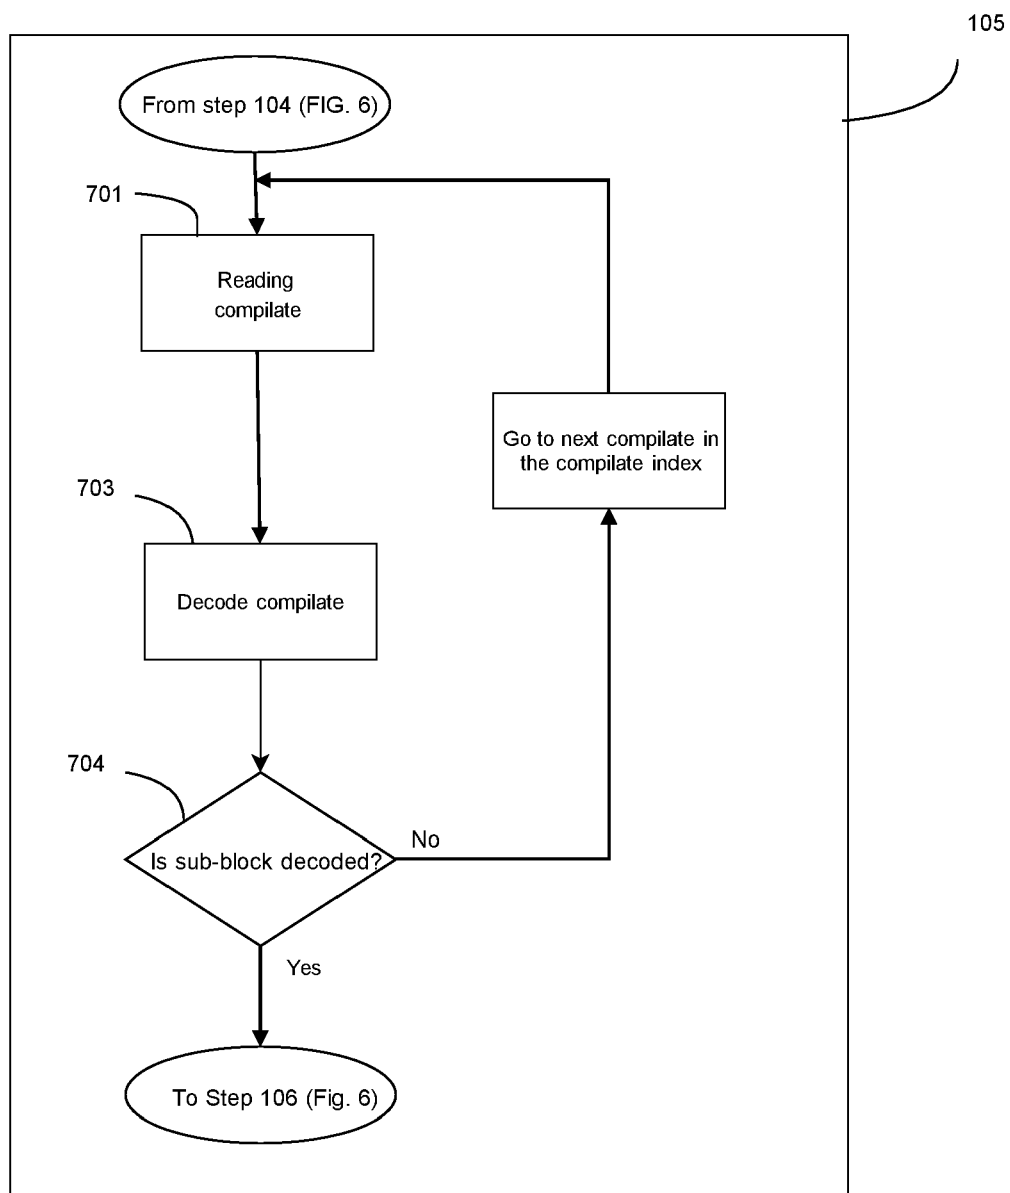 105
From step 104 (FIG. 6)
701
Reading
compilate
Go to next compilate in
the compilate index
703
Decode compilate
704
Is sub-block decoded?
No
Yes
To Step 106 (Fig. 6)